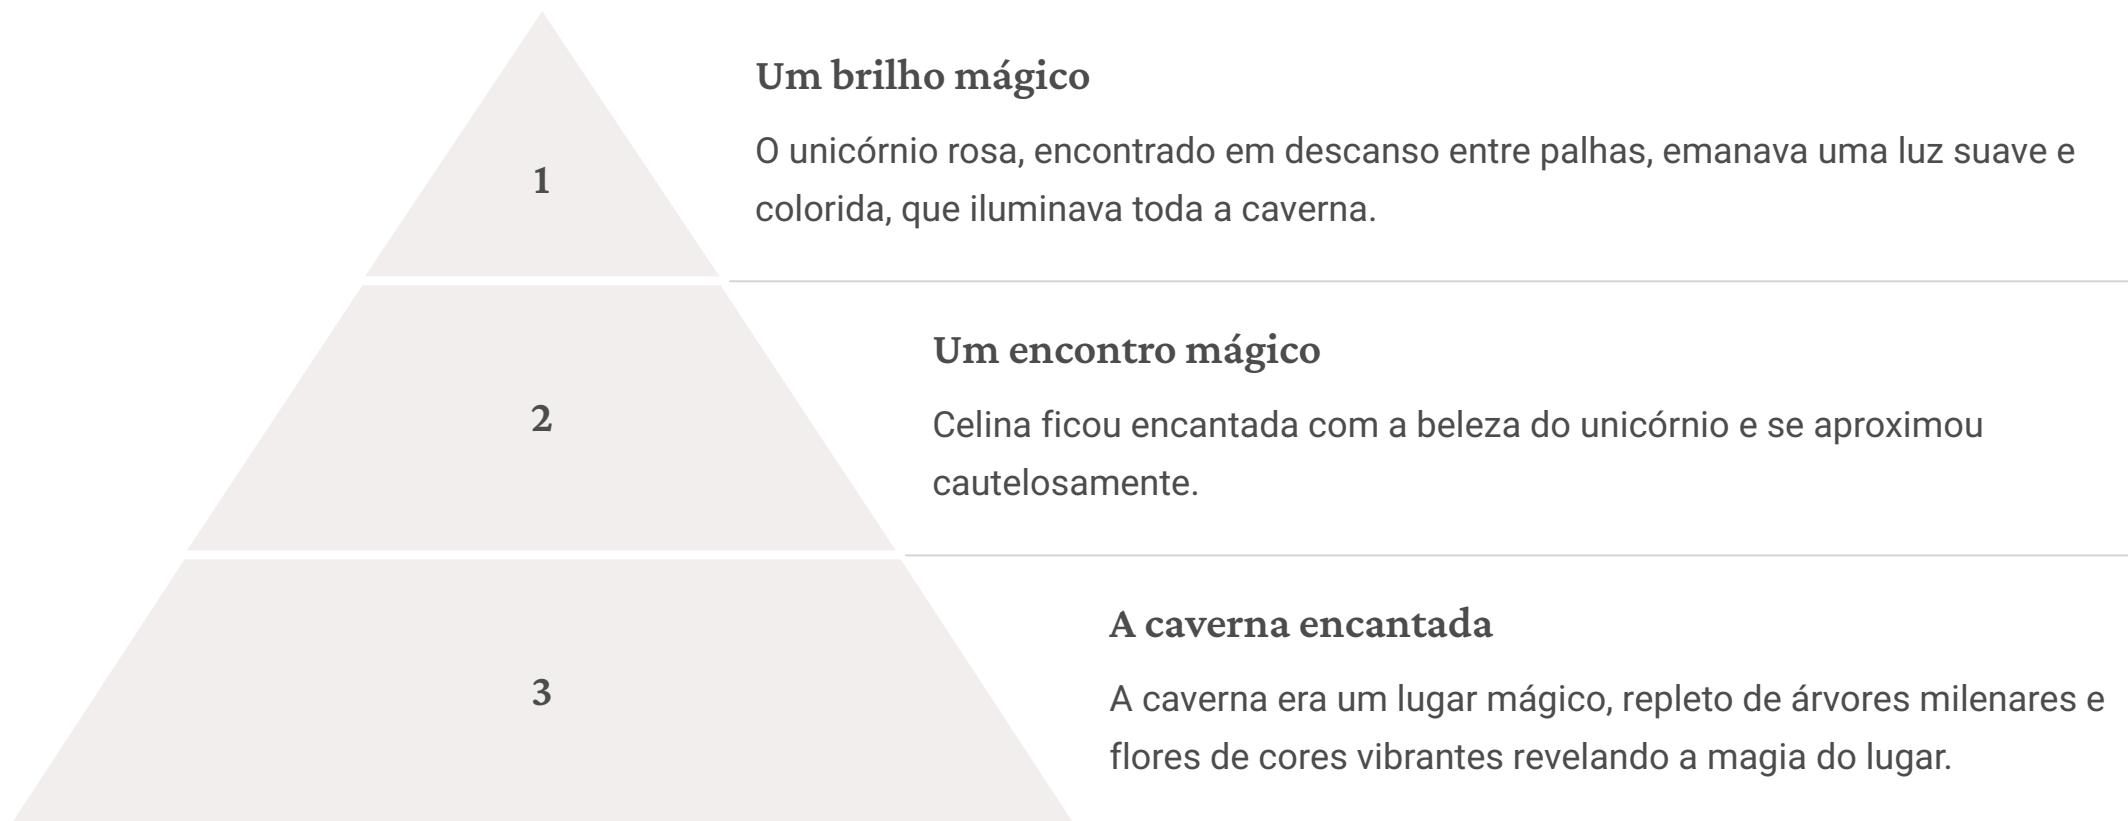 1
Um brilho mágico
O unicórnio rosa, encontrado em descanso entre palhas, emanava uma luz suave e
colorida, que iluminava toda a caverna.
2
Um encontro mágico
Celina ficou encantada com a beleza do unicórnio e se aproximou
cautelosamente.
3
A caverna encantada
A caverna era um lugar mágico, repleto de árvores milenares e
flores de cores vibrantes revelando a magia do lugar.